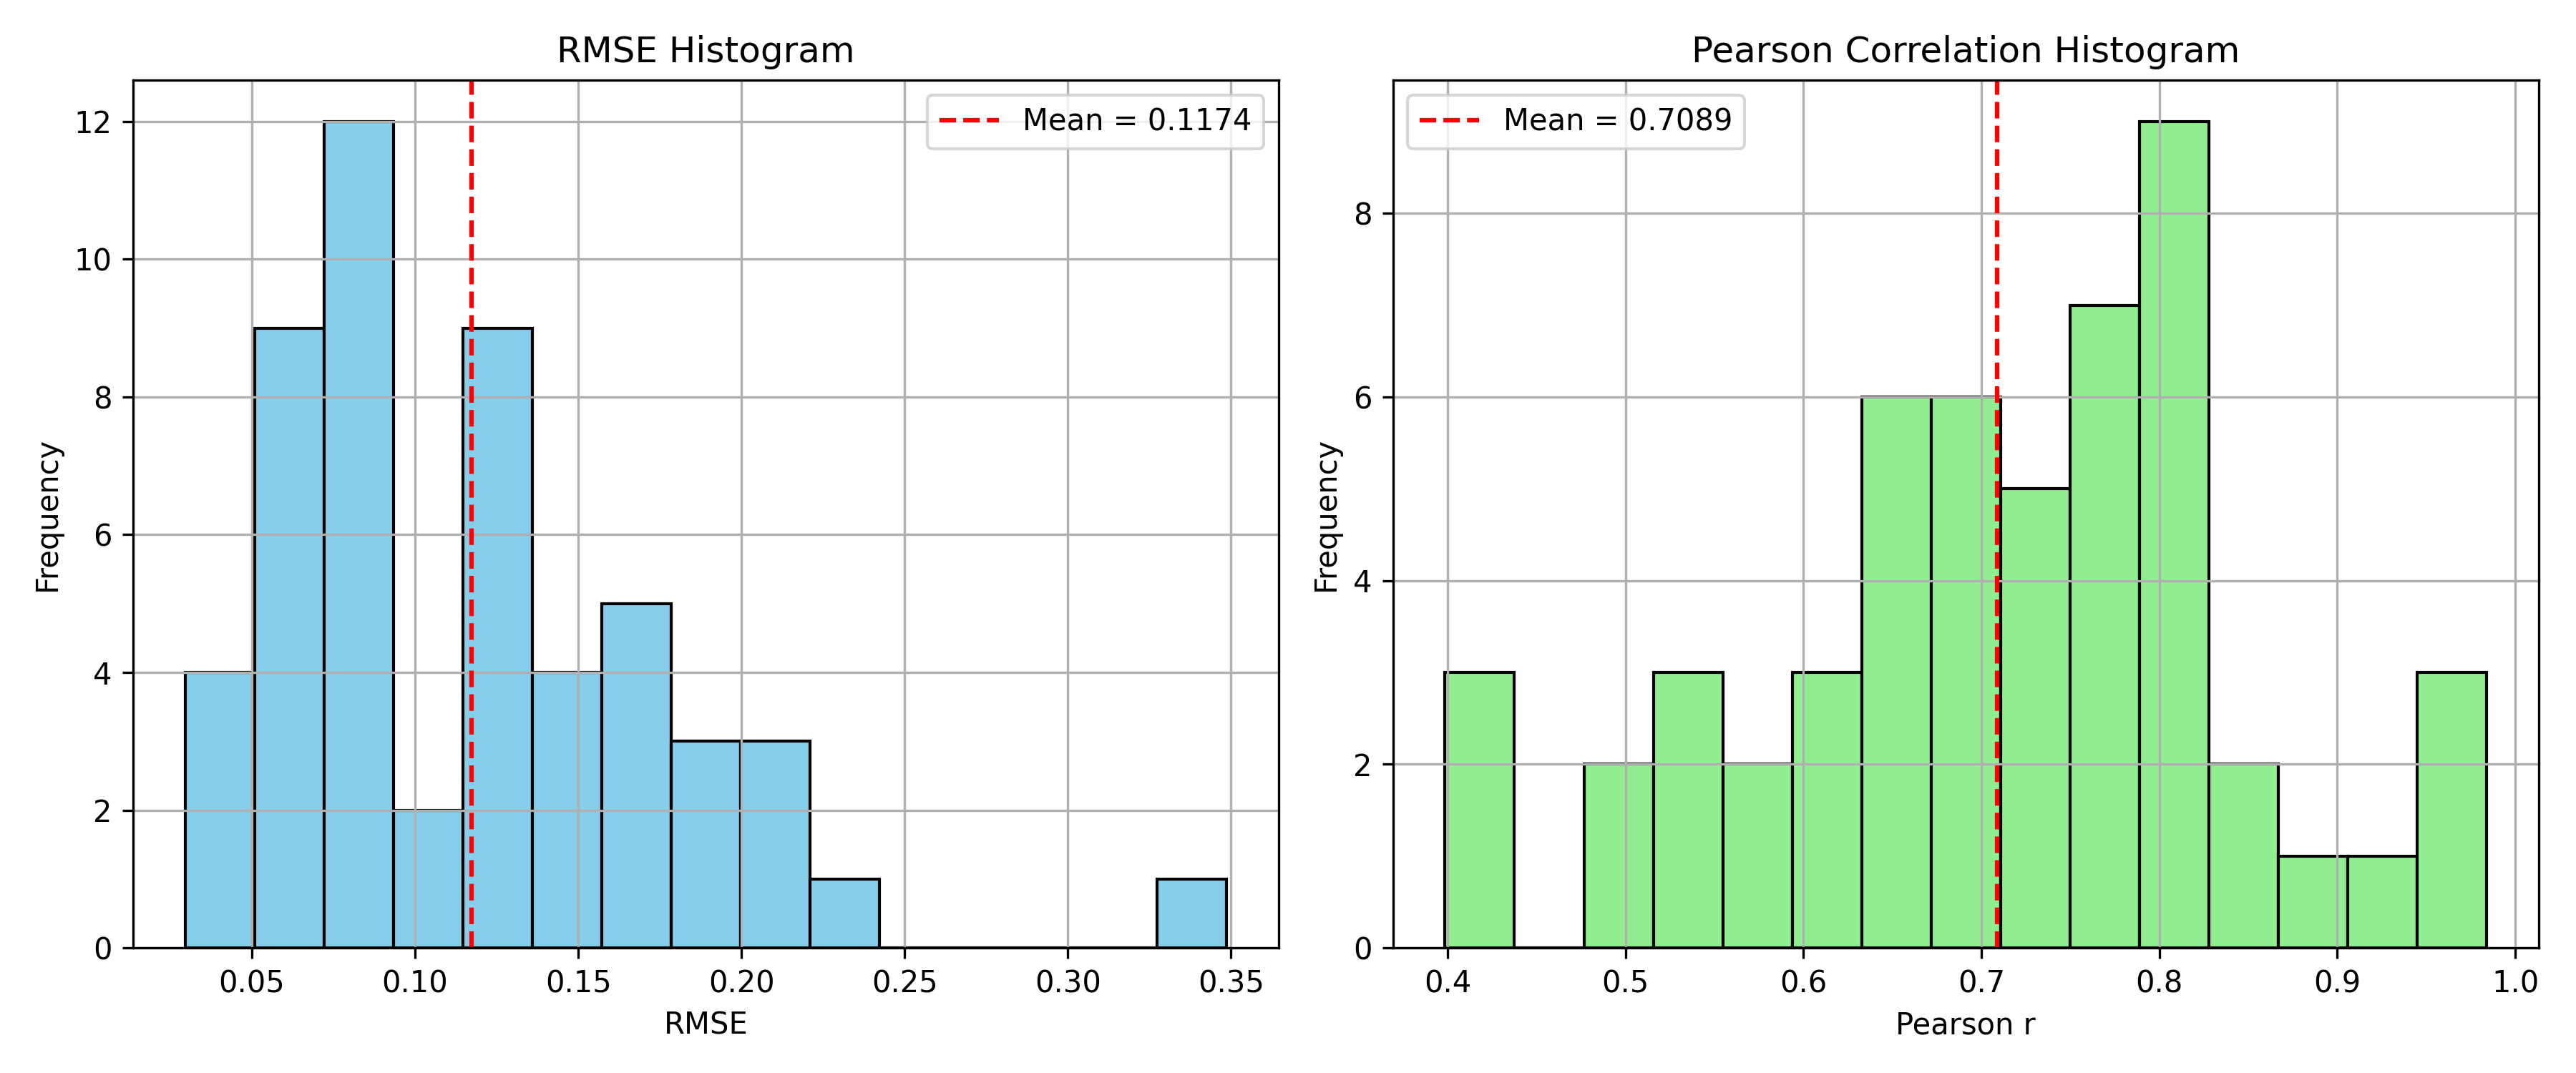 RMSE Histogram
Mean = 0.1174
12
10
8
6
4
2
0
Frequency
0.05 0.10 0.15 0.20 0.25 0.30 0.35
RMSE
Pearson Correlation Histogram
Mean = 0.7089
8
6
4
2
0
Frequency
0.4 0.5 0.6 0.7 0.8 0.9 1.0
Pearson r